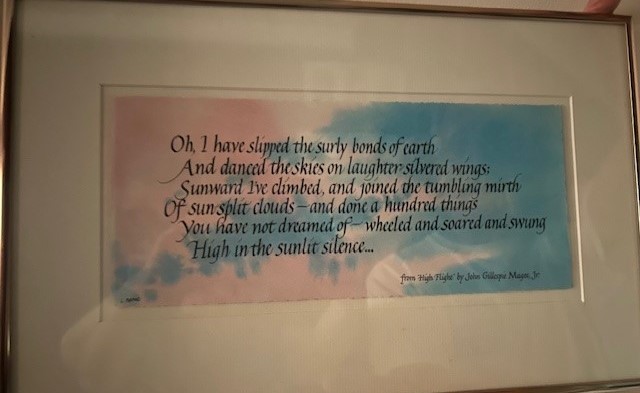 Oh, I have slipped the surly bonds of earth
And danced the skies on laughter-silvered wings;
Sunward I've climbed, and joined the tumbling mirth
Of sun-split clouds—and done a hundred things
You have not dreamed of—wheeled and soared and swung
High in the sunlit silence...
from "High Flight" by John Gillespie Magee, Jr.